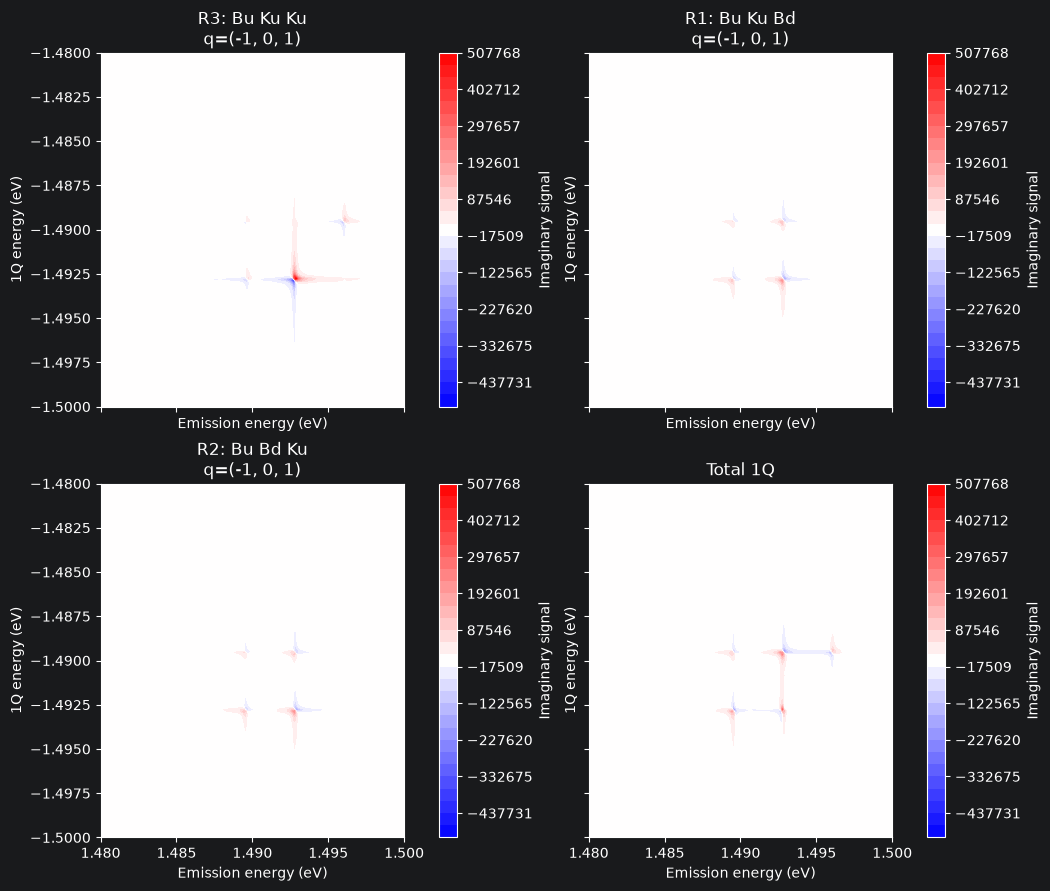 R3: Bu Ku Ku
q=(-1, 0, 1)
1Q energy (eV)
−1.4800
−1.4825
−1.4850
−1.4875
−1.4900
−1.4925
−1.4950
−1.4975
−1.5000
Emission energy (eV)
507768
402712
297657
192601
87546
−17509
−122565
−227620
−332675
−437731
Imaginary signal
R1: Bu Ku Bd
q=(-1, 0, 1)
1Q energy (eV)
Emission energy (eV)
507768
402712
297657
192601
87546
−17509
−122565
−227620
−332675
−437731
Imaginary signal
R2: Bu Bd Ku
q=(-1, 0, 1)
1Q energy (eV)
−1.4800
−1.4825
−1.4850
−1.4875
−1.4900
−1.4925
−1.4950
−1.4975
−1.5000
1.480 1.485 1.490 1.495 1.500
Emission energy (eV)
507768
402712
297657
192601
87546
−17509
−122565
−227620
−332675
−437731
Imaginary signal
Total 1Q
1Q energy (eV)
1.480 1.485 1.490 1.495 1.500
Emission energy (eV)
507768
402712
297657
192601
87546
−17509
−122565
−227620
−332675
−437731
Imaginary signal